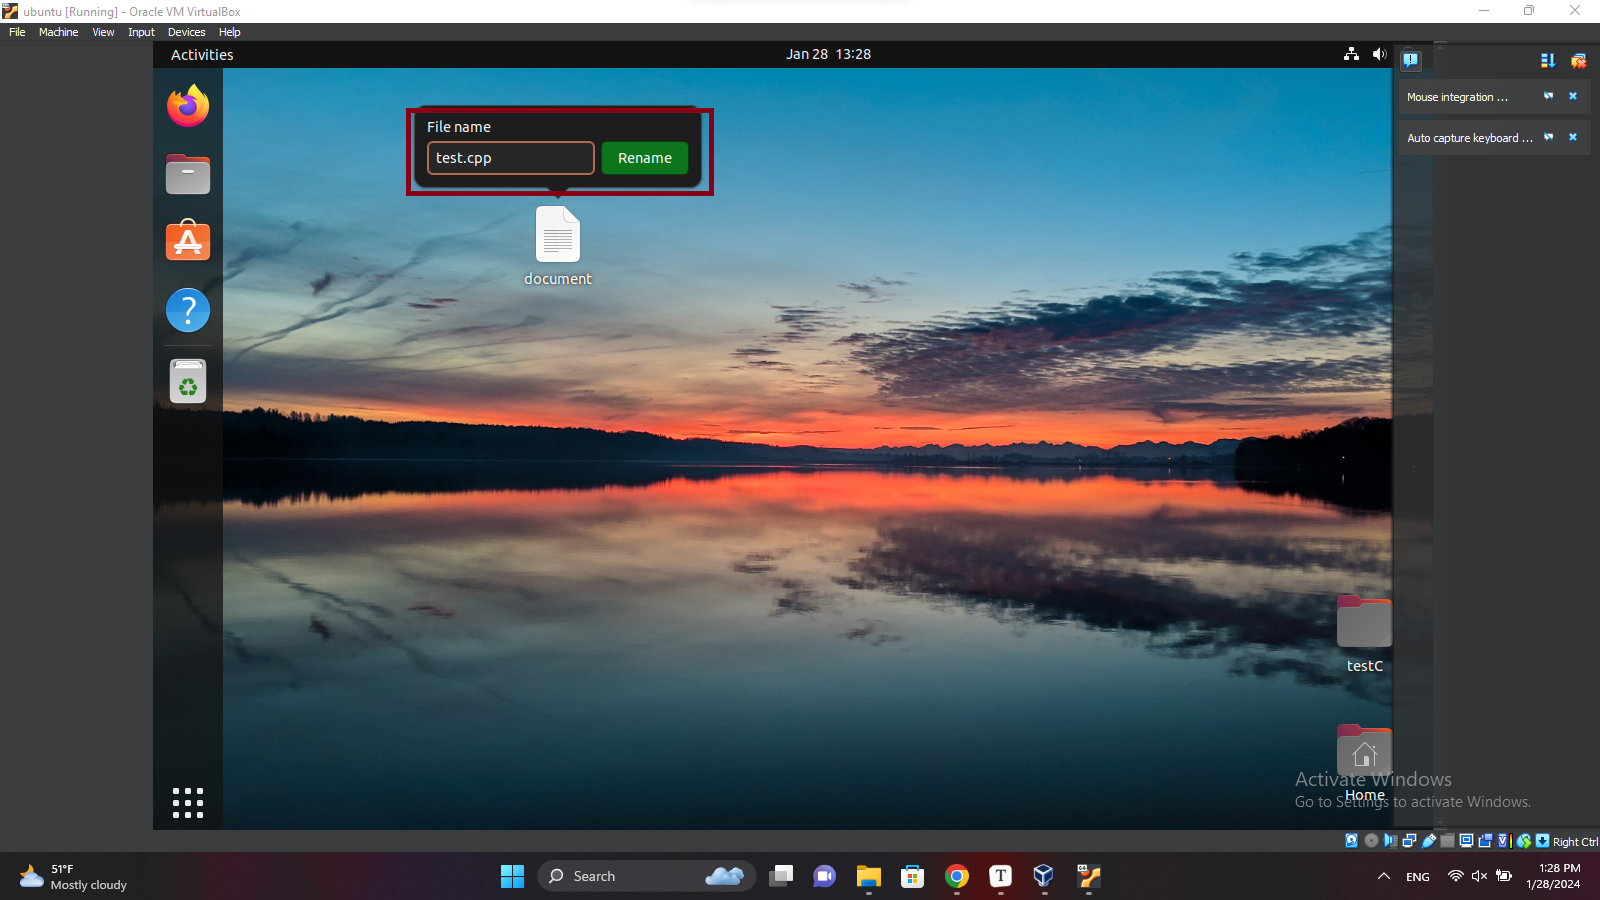 ubuntu [Running] - Oracle VM VirtualBox
File Machine View Input Devices Help
Activities
Jan 28 13:28
Mouse integration ...
Auto capture keyboard ...
File name
test.cpp
Rename
document
testC
Home
Activate Windows
Go to Settings to activate Windows.
Right Ctrl
51°F
Mostly cloudy
Search
ENG
1:28 PM
1/28/2024